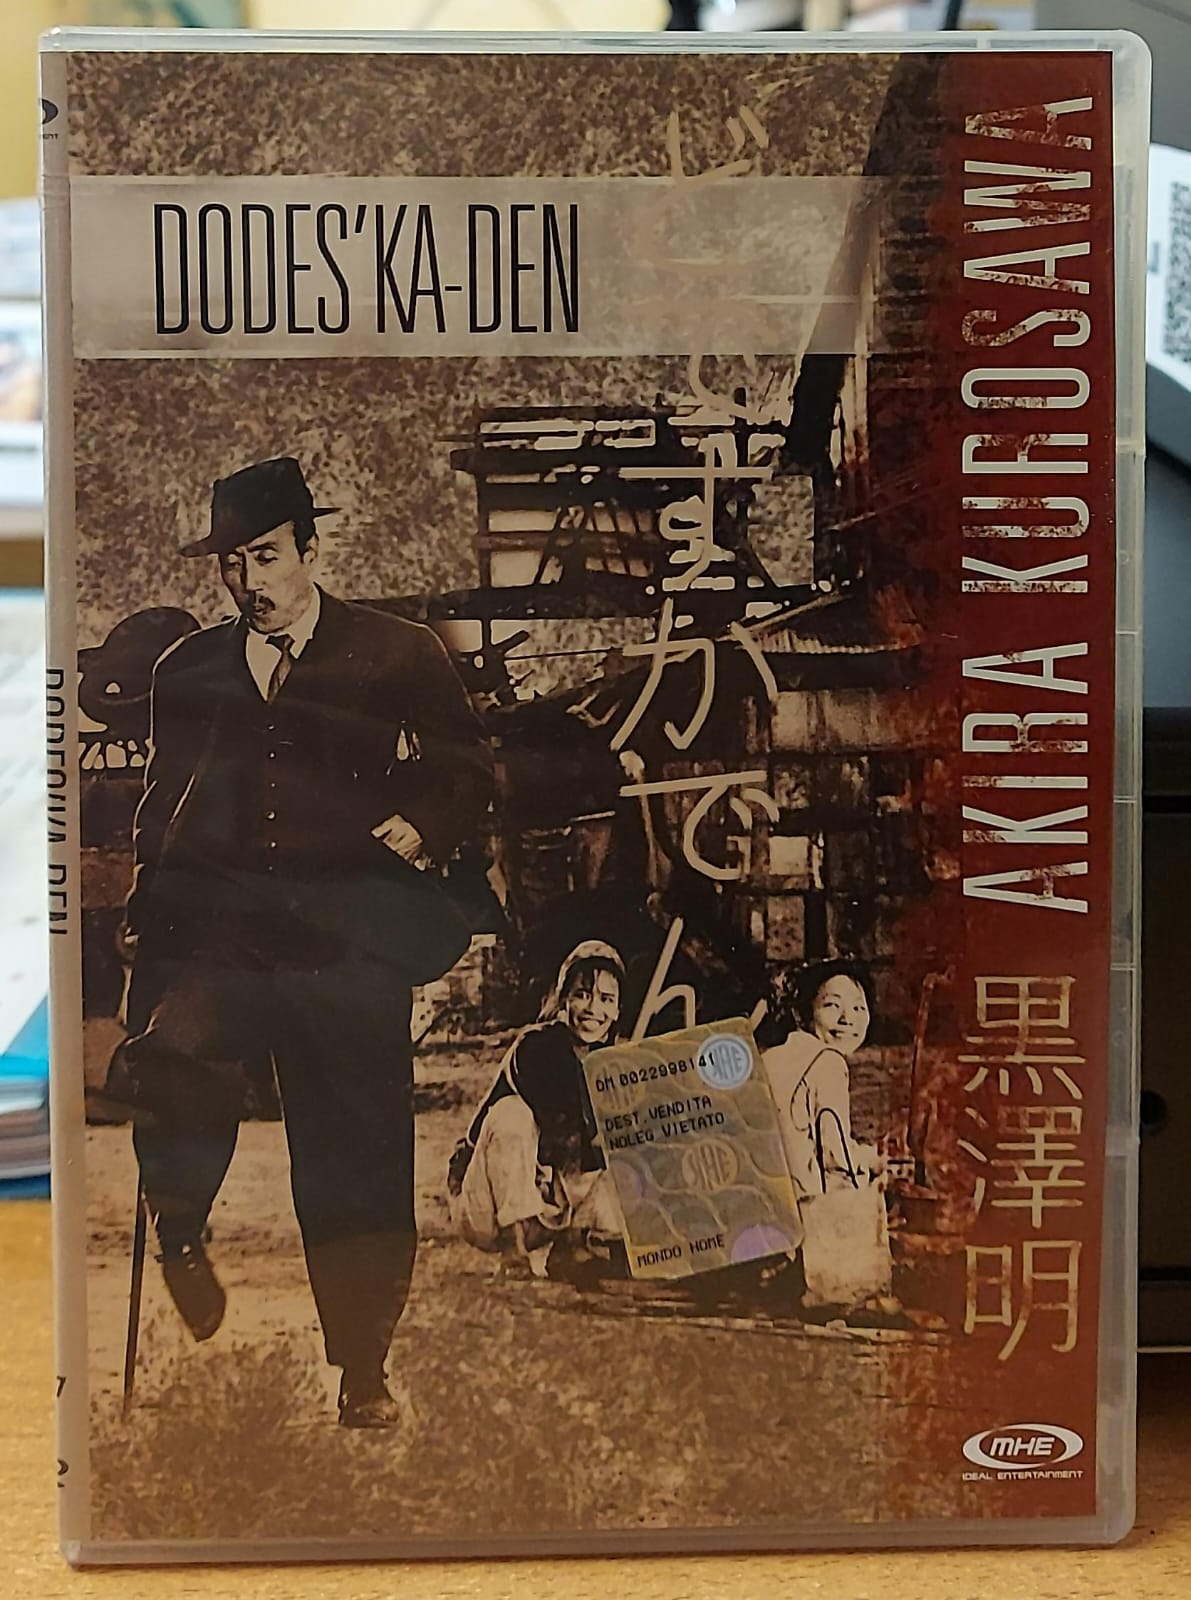 DODES'KA-DEN
どですかでん
AKIRA KUROSAWA
黒澤明
DM 0022998141
DEST.VENDITA
NOLEG VIETATO
MONDO HOME
MHE
IDEAL ENTERTAINMENT